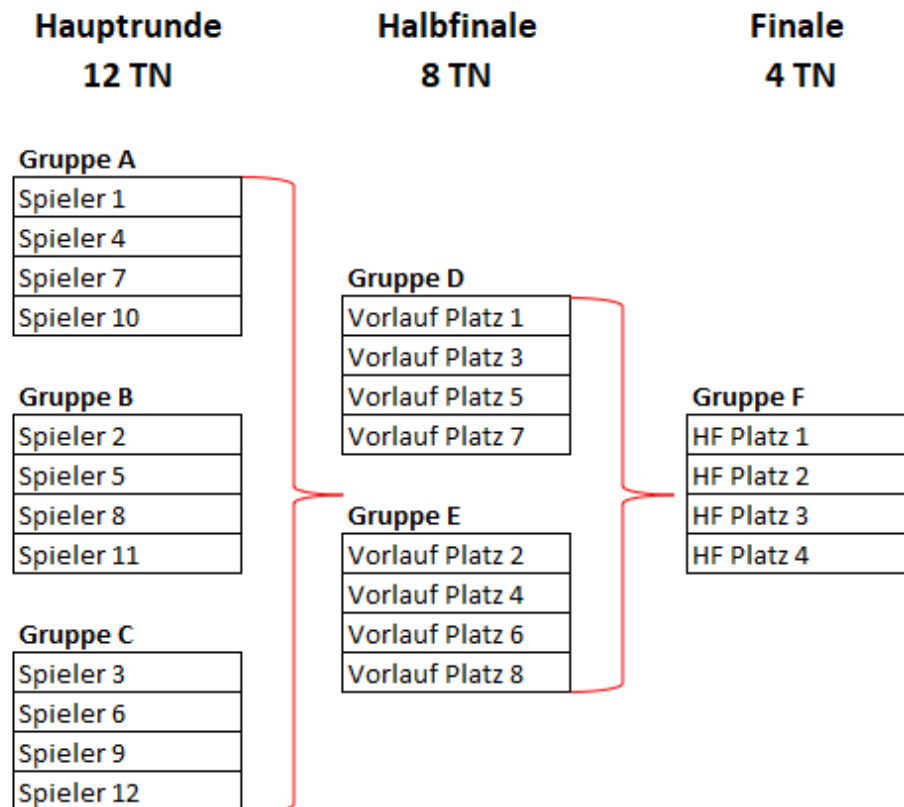 Hauptrunde
12 TN
Gruppe A
Spieler 1
Spieler 4
Spieler 7
Spieler 10
Gruppe B
Spieler 2
Spieler 5
Spieler 8
Spieler 11
Gruppe C
Spieler 3
Spieler 6
Spieler 9
Spieler 12
Halbfinale
8 TN
Gruppe D
Vorlauf Platz 1
Vorlauf Platz 3
Vorlauf Platz 5
Vorlauf Platz 7
Gruppe E
Vorlauf Platz 2
Vorlauf Platz 4
Vorlauf Platz 6
Vorlauf Platz 8
Finale
4 TN
Gruppe F
HF Platz 1
HF Platz 2
HF Platz 3
HF Platz 4